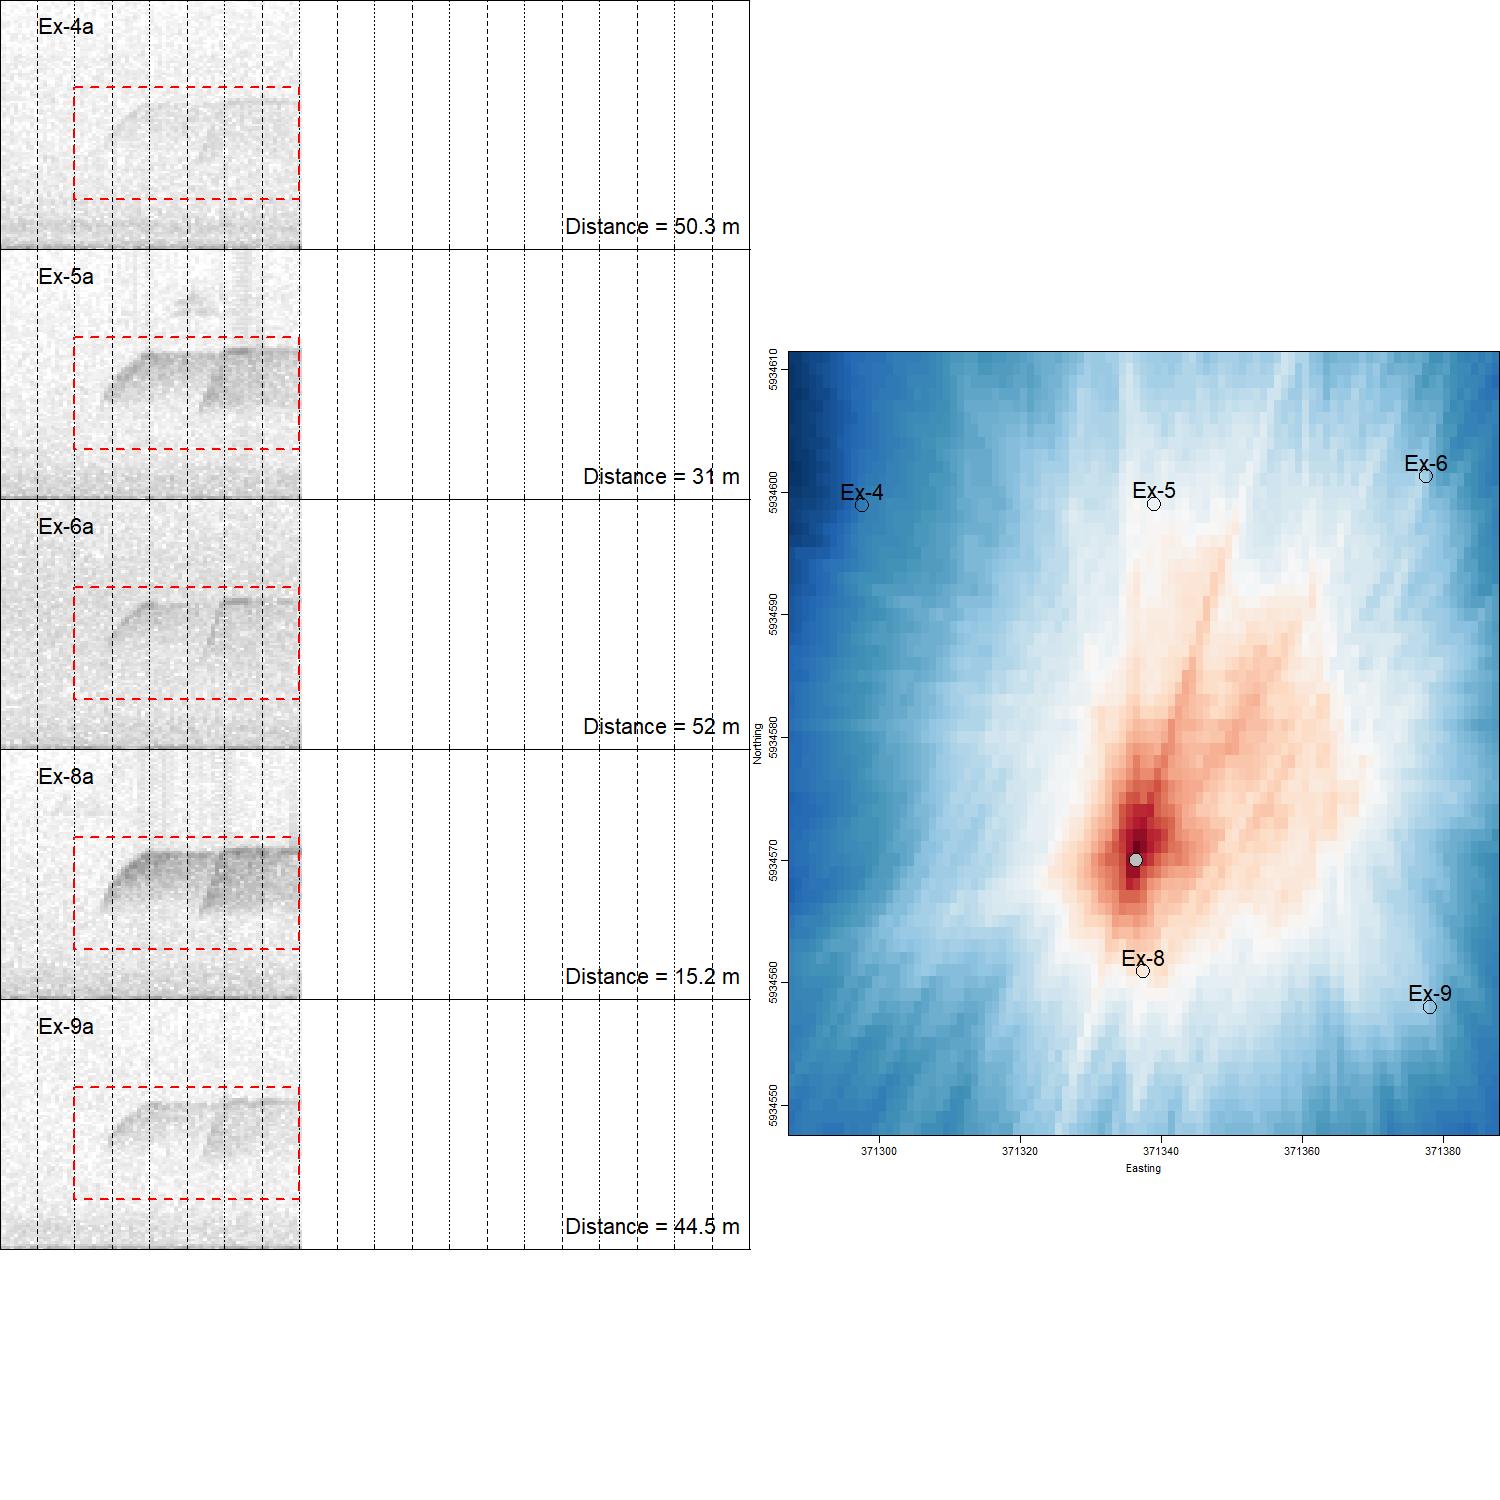 Ex-4a
Distance = 50.3 m
Ex-5a
Distance = 31 m
Ex-6a
Distance = 52 m
Ex-8a
Distance = 15.2 m
Ex-9a
Distance = 44.5 m
Northing
5934610
5934600
5934590
5934580
5934570
5934560
5934550
Ex-4
Ex-5
Ex-6
Ex-8
Ex-9
371300
371320
371340
371360
371380
Easting